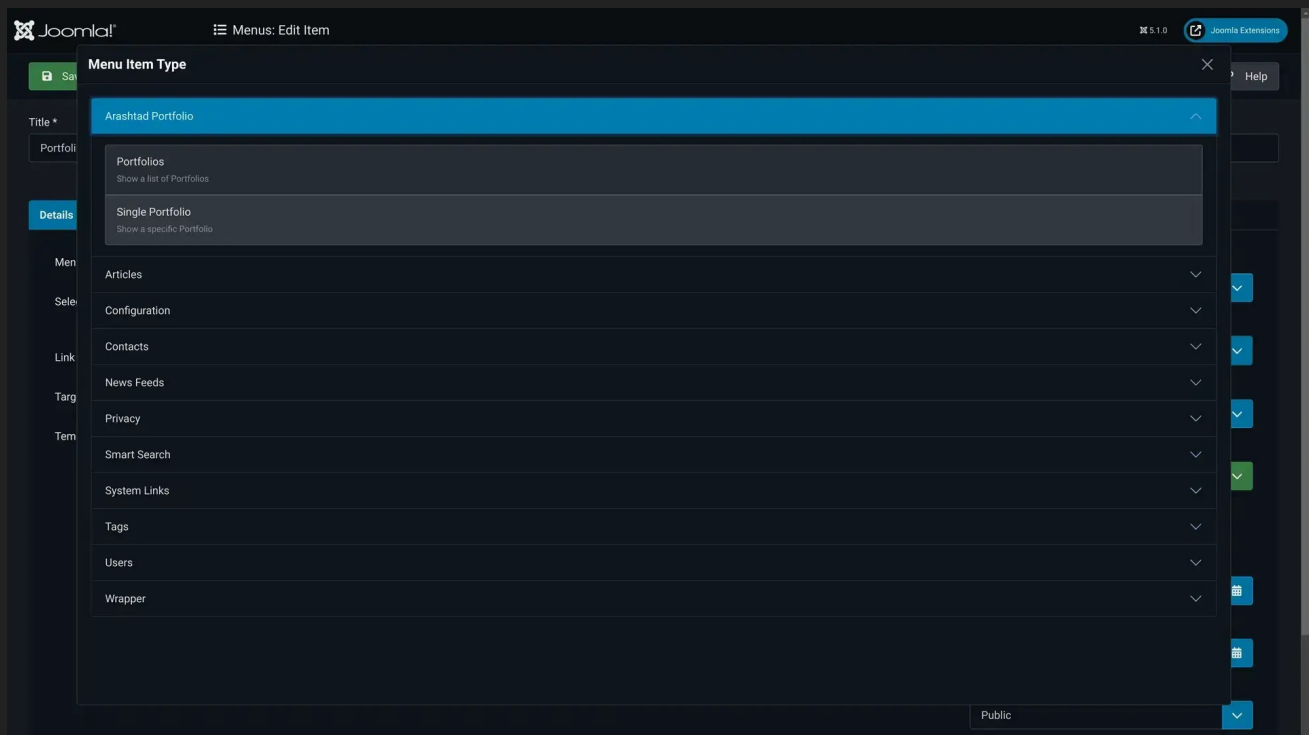 Joomla!
Menus: Edit Item
5.1.0
Joomla Extensions
Menu Item Type
Help
Title *
Arashtad Portfolio
Portfolios
Show a list of Portfolios
Single Portfolio
Show a specific Portfolio
Details
Articles
Configuration
Link
Contacts
News Feeds
Privacy
Smart Search
System Links
Tags
Users
Wrapper
Public